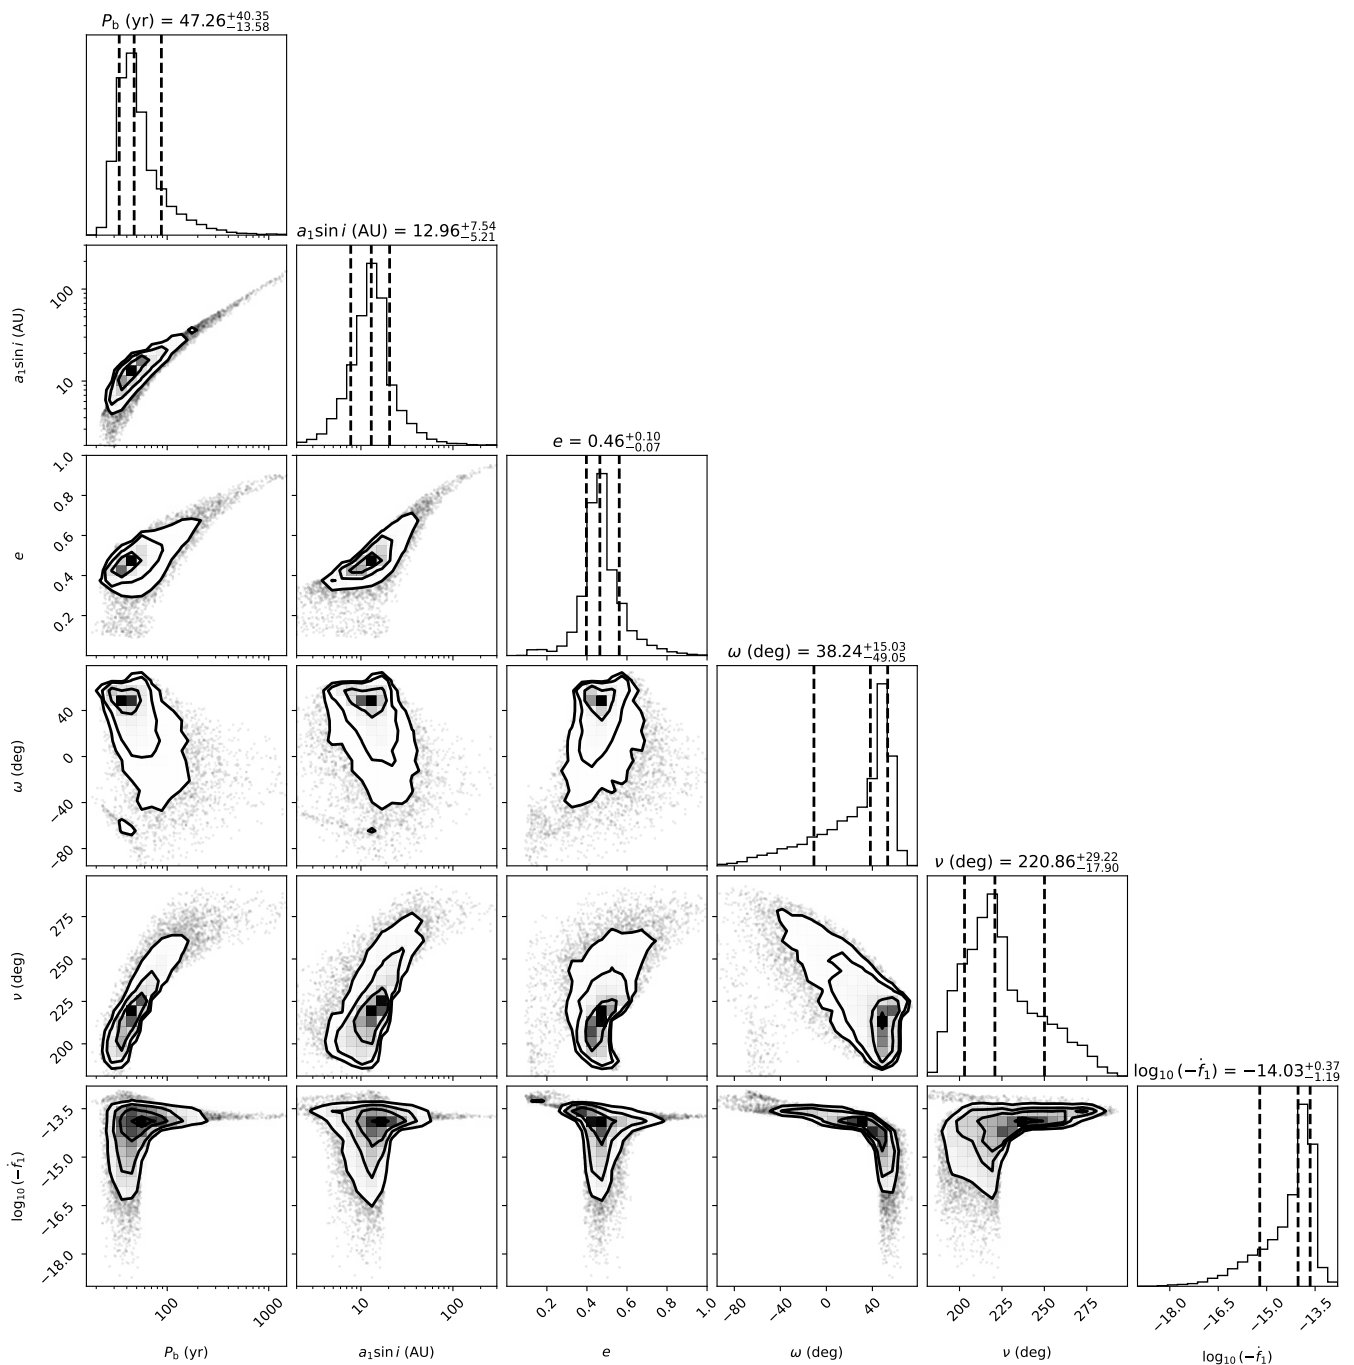 P_b (yr) = 47.26^{+40.35}_{−13.58}
a_1 sin i (AU) = 12.96^{+7.54}_{−5.21}
100
10
a_1 sin i (AU)
e = 0.46^{+0.10}_{−0.07}
1.0
0.8
0.6
0.4
0.2
e
ω (deg) = 38.24^{+15.03}_{−49.05}
40
0
−40
−80
ω (deg)
ν (deg) = 220.86^{+29.22}_{−17.90}
275
250
225
200
ν (deg)
log_10(−ḟ_1) = −14.03^{+0.37}_{−1.19}
−13.5
−15.0
−16.5
−18.0
log_10(−ḟ_1)
100 1000 10 100 0.2 0.4 0.6 0.8 1.0 −80 −40 0 40 200 225 250 275 −18.0 −16.5 −15.0 −13.5
P_b (yr) a_1 sin i (AU) e ω (deg) ν (deg) log_10(−ḟ_1)